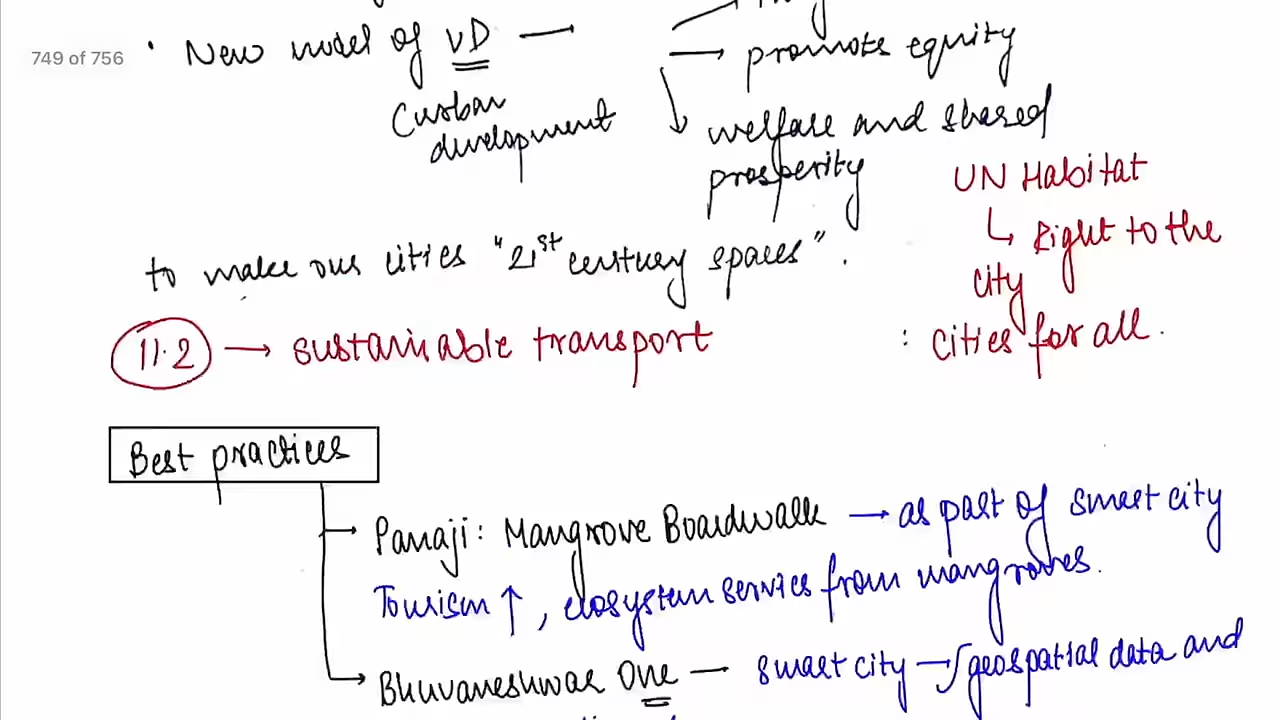 749 of 756
· New model of UD —
→ promote equity
(urban development
welfare and shared prosperity
to make our cities "21st century spaces".
UN Habitat
↳ Right to the city
: Cities for all.
11.2 → sustainable transport
Best practices
→ Panaji: Mangrove Boardwalk → as part of smart city
Tourism ↑, ecosystem services from mangroves.
→ Bhuvaneshwar One — smart city → geospatial data and